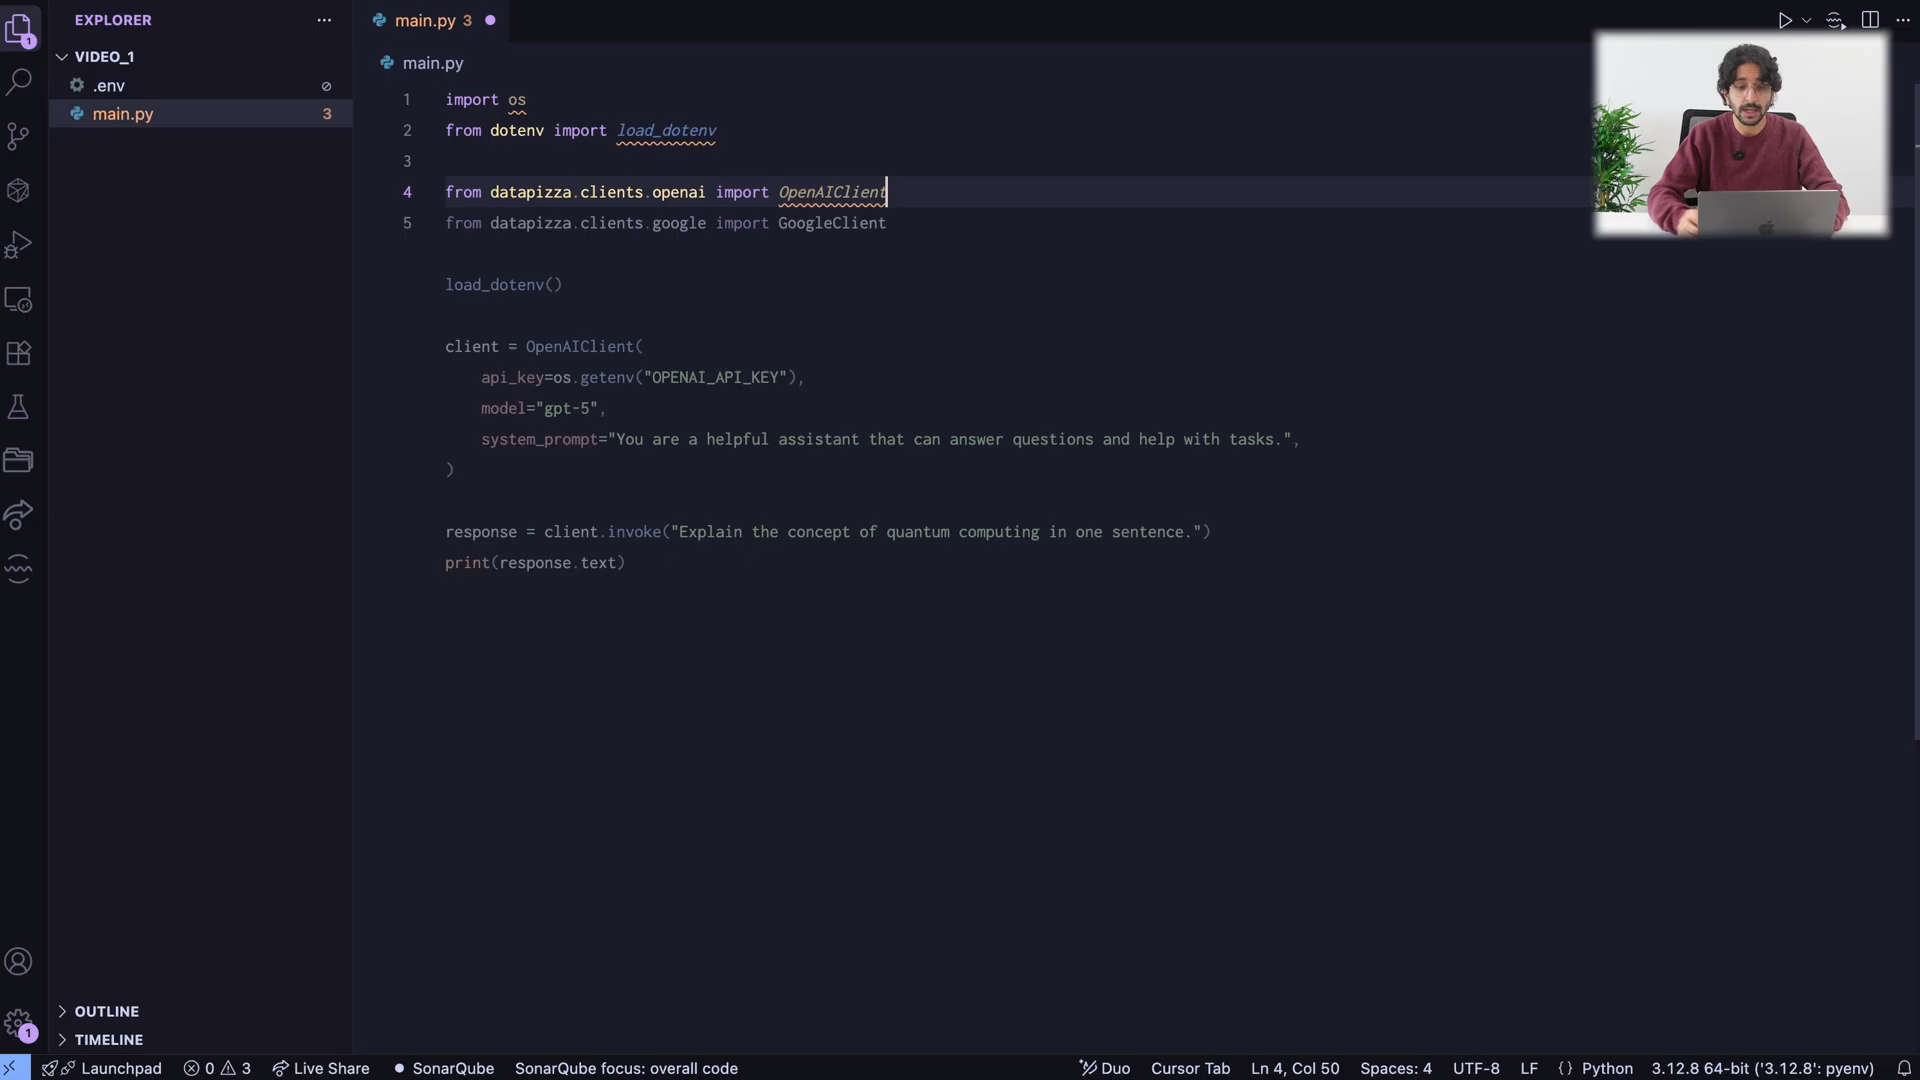 EXPLORER
main.py 3
VIDEO_1
.env
main.py 3
main.py
1 import os
2 from dotenv import load_dotenv
3
4 from datapizza.clients.openai import OpenAIClient
5 from datapizza.clients.google import GoogleClient
load_dotenv()
client = OpenAIClient(
api_key=os.getenv("OPENAI_API_KEY"),
model="gpt-5",
system_prompt="You are a helpful assistant that can answer questions and help with tasks.",
)
response = client.invoke("Explain the concept of quantum computing in one sentence.")
print(response.text)
1
1
OUTLINE
TIMELINE
Launchpad 0 3 Live Share SonarQube SonarQube focus: overall code Duo Cursor Tab Ln 4, Col 50 Spaces: 4 UTF-8 LF {} Python 3.12.8 64-bit ('3.12.8': pyenv)